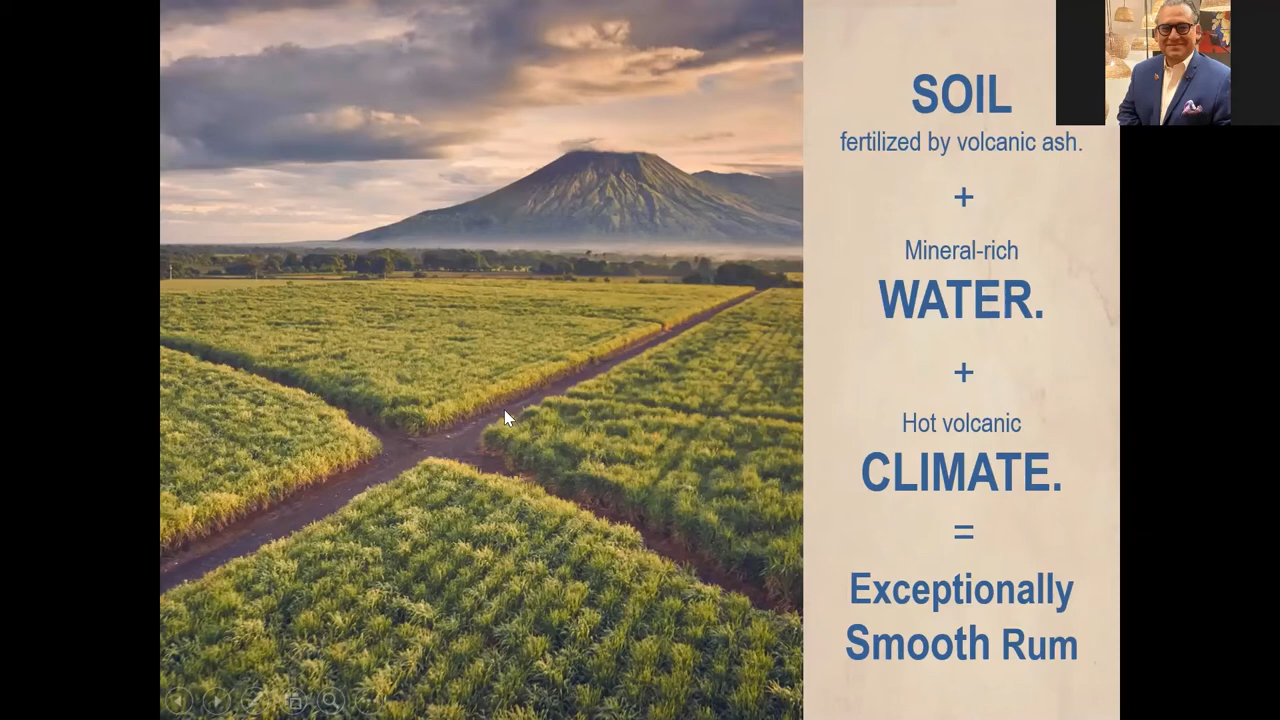 SOIL
fertilized by volcanic ash.
+
Mineral-rich
WATER.
+
Hot volcanic
CLIMATE.
=
Exceptionally
Smooth Rum